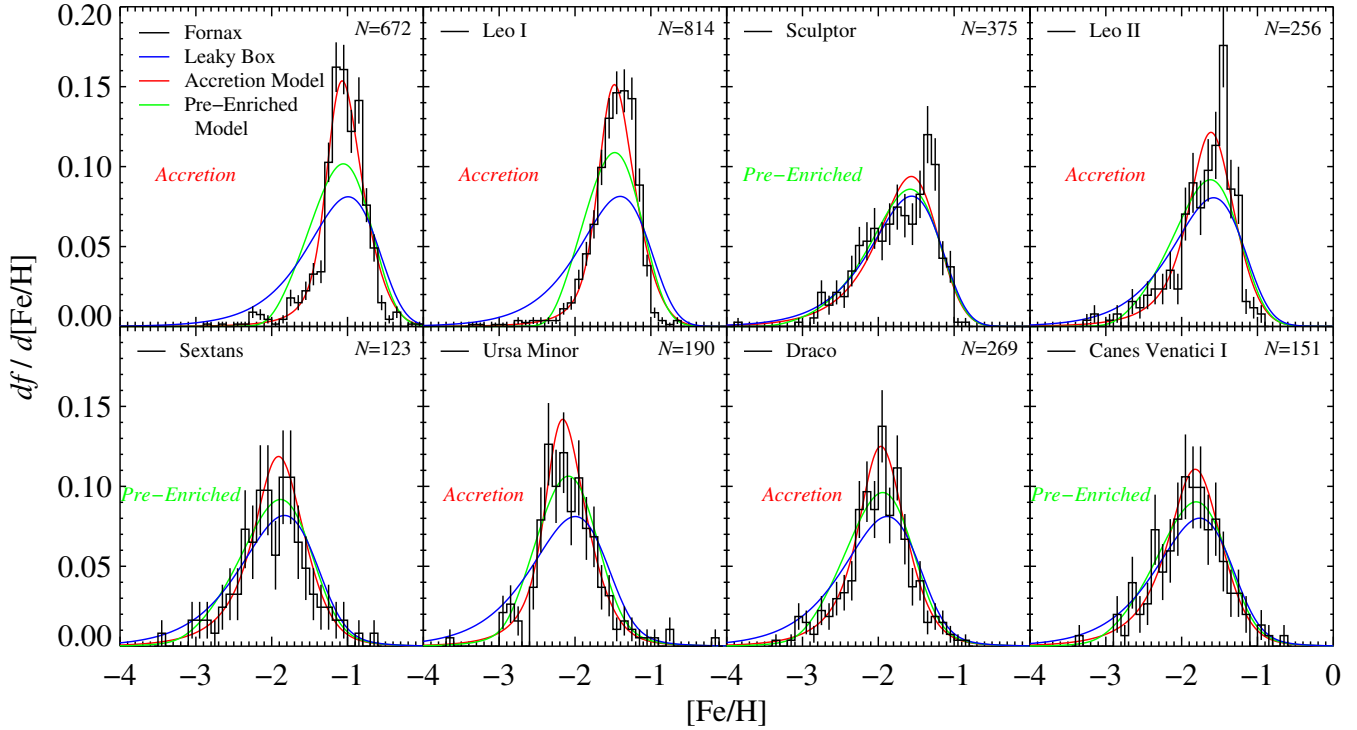 0.20
Fornax
N=672
Leaky Box
Accretion Model
Pre−Enriched
Model
Accretion
Leo I
N=814
Accretion
Sculptor
N=375
Pre−Enriched
Leo II
N=256
Accretion
0.15
0.10
0.05
0.00
df / d[Fe/H]
Sextans
N=123
Pre−Enriched
Ursa Minor
N=190
Accretion
Draco
N=269
Accretion
Canes Venatici I
N=151
Pre−Enriched
0.15
0.10
0.05
0.00
−4 −3 −2 −1 −4 −3 −2 −1 −4 −3 −2 −1 −4 −3 −2 −1 0
[Fe/H]